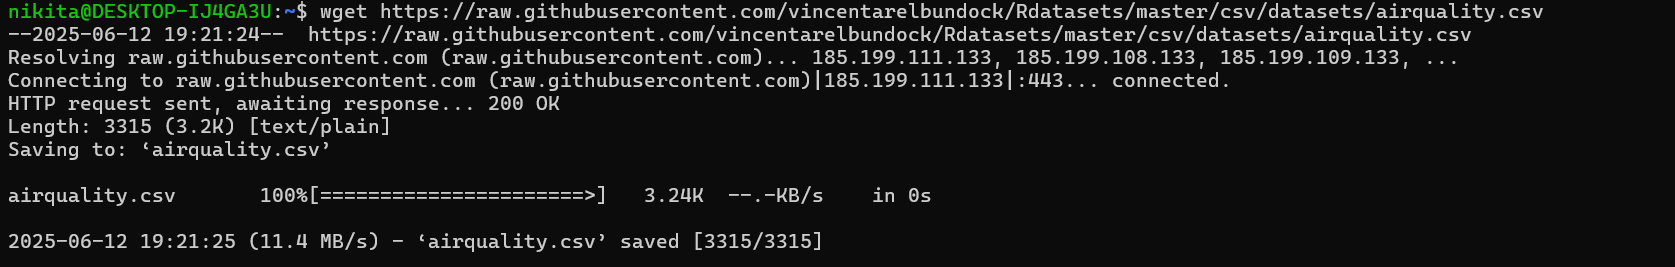 nikita@DESKTOP-IJ4GA3U:~$ wget https://raw.githubusercontent.com/vincentarelbundock/Rdatasets/master/csv/datasets/airquality.csv
--2025-06-12 19:21:24--  https://raw.githubusercontent.com/vincentarelbundock/Rdatasets/master/csv/datasets/airquality.csv
Resolving raw.githubusercontent.com (raw.githubusercontent.com)... 185.199.111.133, 185.199.108.133, 185.199.109.133, ...
Connecting to raw.githubusercontent.com (raw.githubusercontent.com)|185.199.111.133|:443... connected.
HTTP request sent, awaiting response... 200 OK
Length: 3315 (3.2K) [text/plain]
Saving to: ‘airquality.csv’
airquality.csv       100%[======================>]   3.24K  --.-KB/s    in 0s
2025-06-12 19:21:25 (11.4 MB/s) - ‘airquality.csv’ saved [3315/3315]